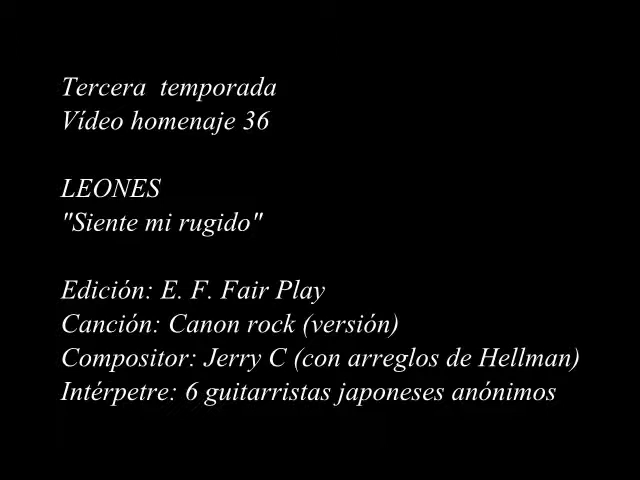 Tercera temporada
Vídeo homenaje 36
LEONES
"Siente mi rugido"
Edición: E. F. Fair Play
Canción: Canon rock (versión)
Compositor: Jerry C (con arreglos de Hellman)
Intérpetre: 6 guitarristas japoneses anónimos